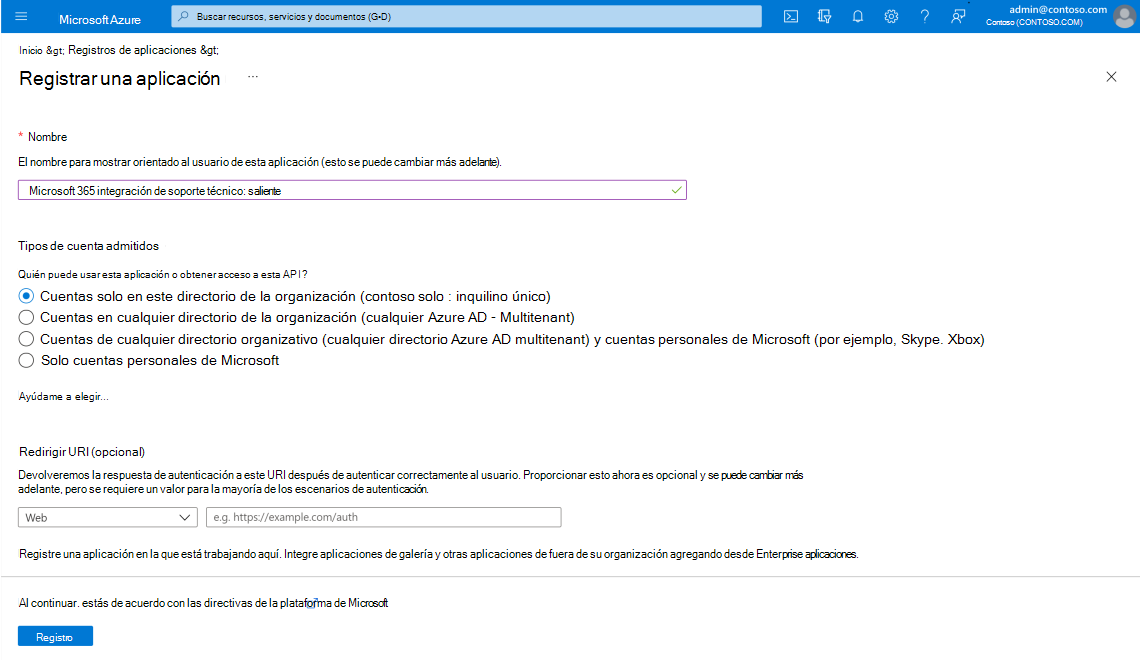 Microsoft Azure
Buscar recursos, servicios y documentos (G+D)
admin@contoso.com
Contoso (CONTOSO.COM)
Inicio &gt; Registros de aplicaciones &gt;
Registrar una aplicación
...
* Nombre
El nombre para mostrar orientado al usuario de esta aplicación (esto se puede cambiar más adelante).
Microsoft 365 integración de soporte técnico: saliente
Tipos de cuenta admitidos
Quién puede usar esta aplicación o obtener acceso a esta API?
Cuentas solo en este directorio de la organización (contoso solo : inquilino único)
Cuentas en cualquier directorio de la organización (cualquier Azure AD - Multitenant)
Cuentas de cualquier directorio organizativo (cualquier directorio Azure AD multitenant) y cuentas personales de Microsoft (por ejemplo, Skype. Xbox)
Solo cuentas personales de Microsoft
Ayúdame a elegir...
Redirigir URI (opcional)
Devolveremos la respuesta de autenticación a este URI después de autenticar correctamente al usuario. Proporcionar esto ahora es opcional y se puede cambiar más
adelante, pero se requiere un valor para la mayoría de los escenarios de autenticación.
Web
e.g. https://example.com/auth
Registre una aplicación en la que está trabajando aquí. Integre aplicaciones de galería y otras aplicaciones de fuera de su organización agregando desde Enterprise aplicaciones.
Al continuar. estás de acuerdo con las directivas de la plataforma de Microsoft
Registro